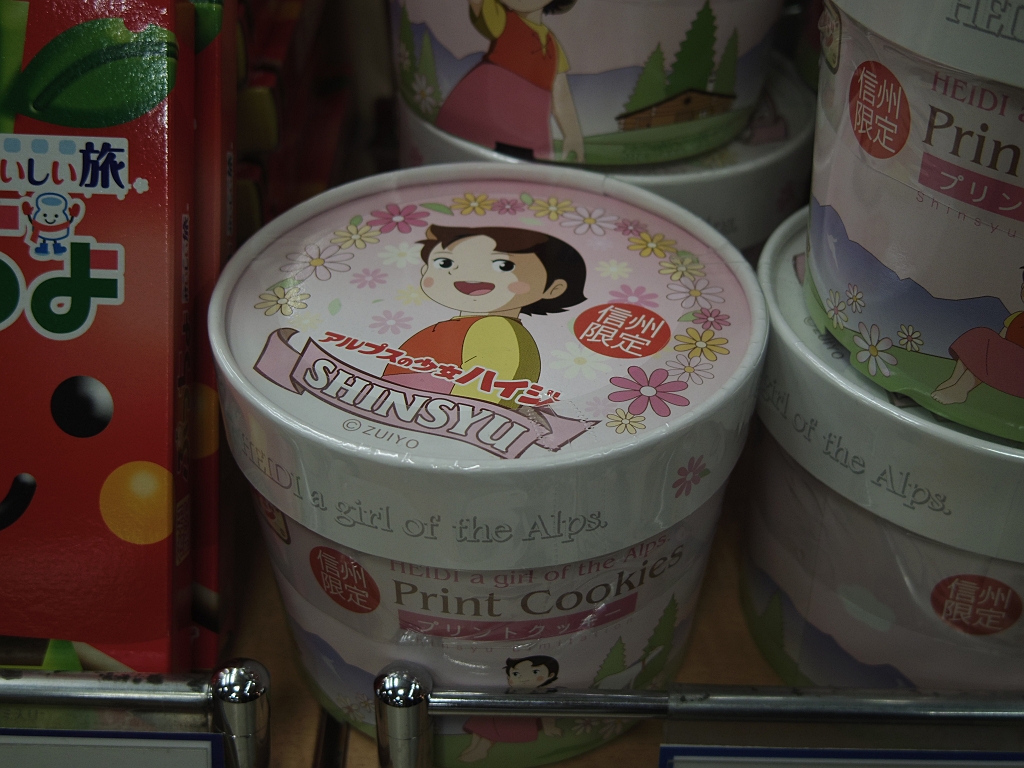 いしい旅
よ
アルプスの少女ハイジ
SHINSYU
© ZUIYO
信州
限定
HEIDI a girl of the Alps.
信州
限定
HEIDI a girl of the Alps.
Print Cookies
プリントクッキー
信州
限定
HEIDI a
Prin
プリン
Shinsyu
of the Alps.
信州
限定